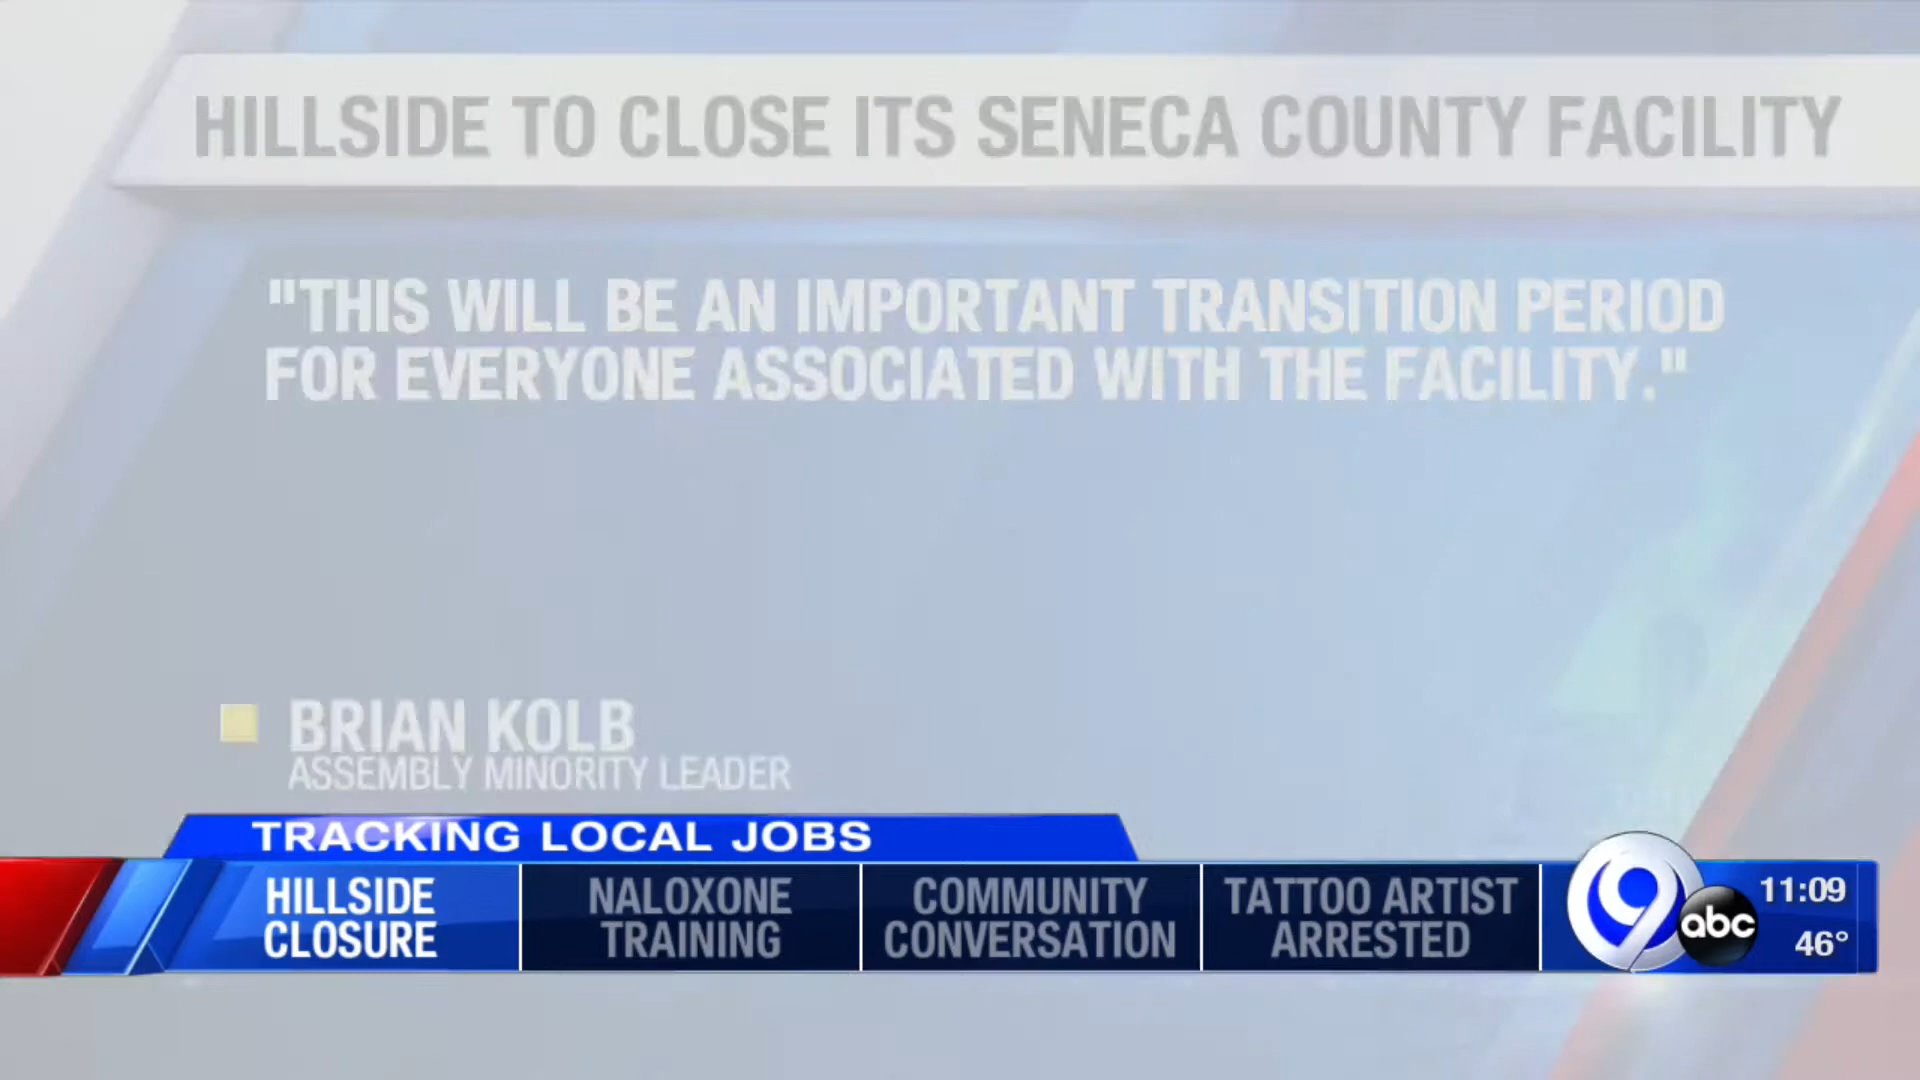 HILLSIDE TO CLOSE ITS SENECA COUNTY FACILITY
"THIS WILL BE AN IMPORTANT TRANSITION PERIOD
FOR EVERYONE ASSOCIATED WITH THE FACILITY."
BRIAN KOLB
ASSEMBLY MINORITY LEADER
TRACKING LOCAL JOBS
HILLSIDE
CLOSURE
NALOXONE
TRAINING
COMMUNITY
CONVERSATION
TATTOO ARTIST
ARRESTED
9
abc
11:09
46°